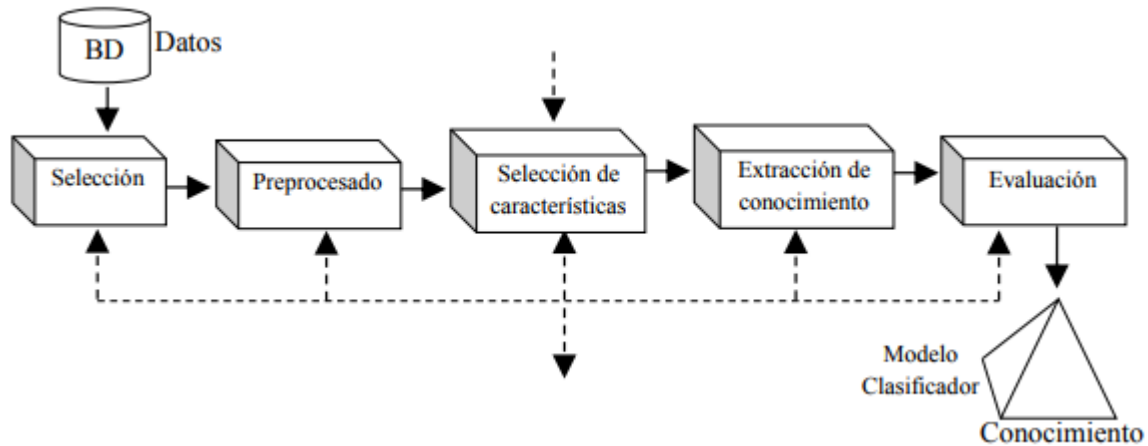 BD
Datos
Selección
Preprocesado
Selección de
características
Extracción de
conocimiento
Evaluación
Modelo
Clasificador
Conocimiento